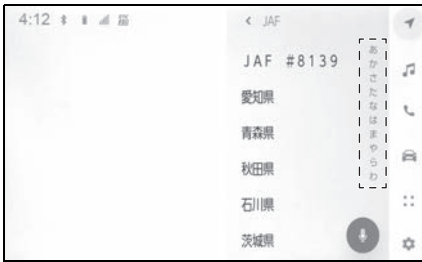 4:12
JAF
JAF #8139
愛知県
青森県
秋田県
石川県
茨城県
あ
か
さ
た
な
は
ま
や
ら
わ